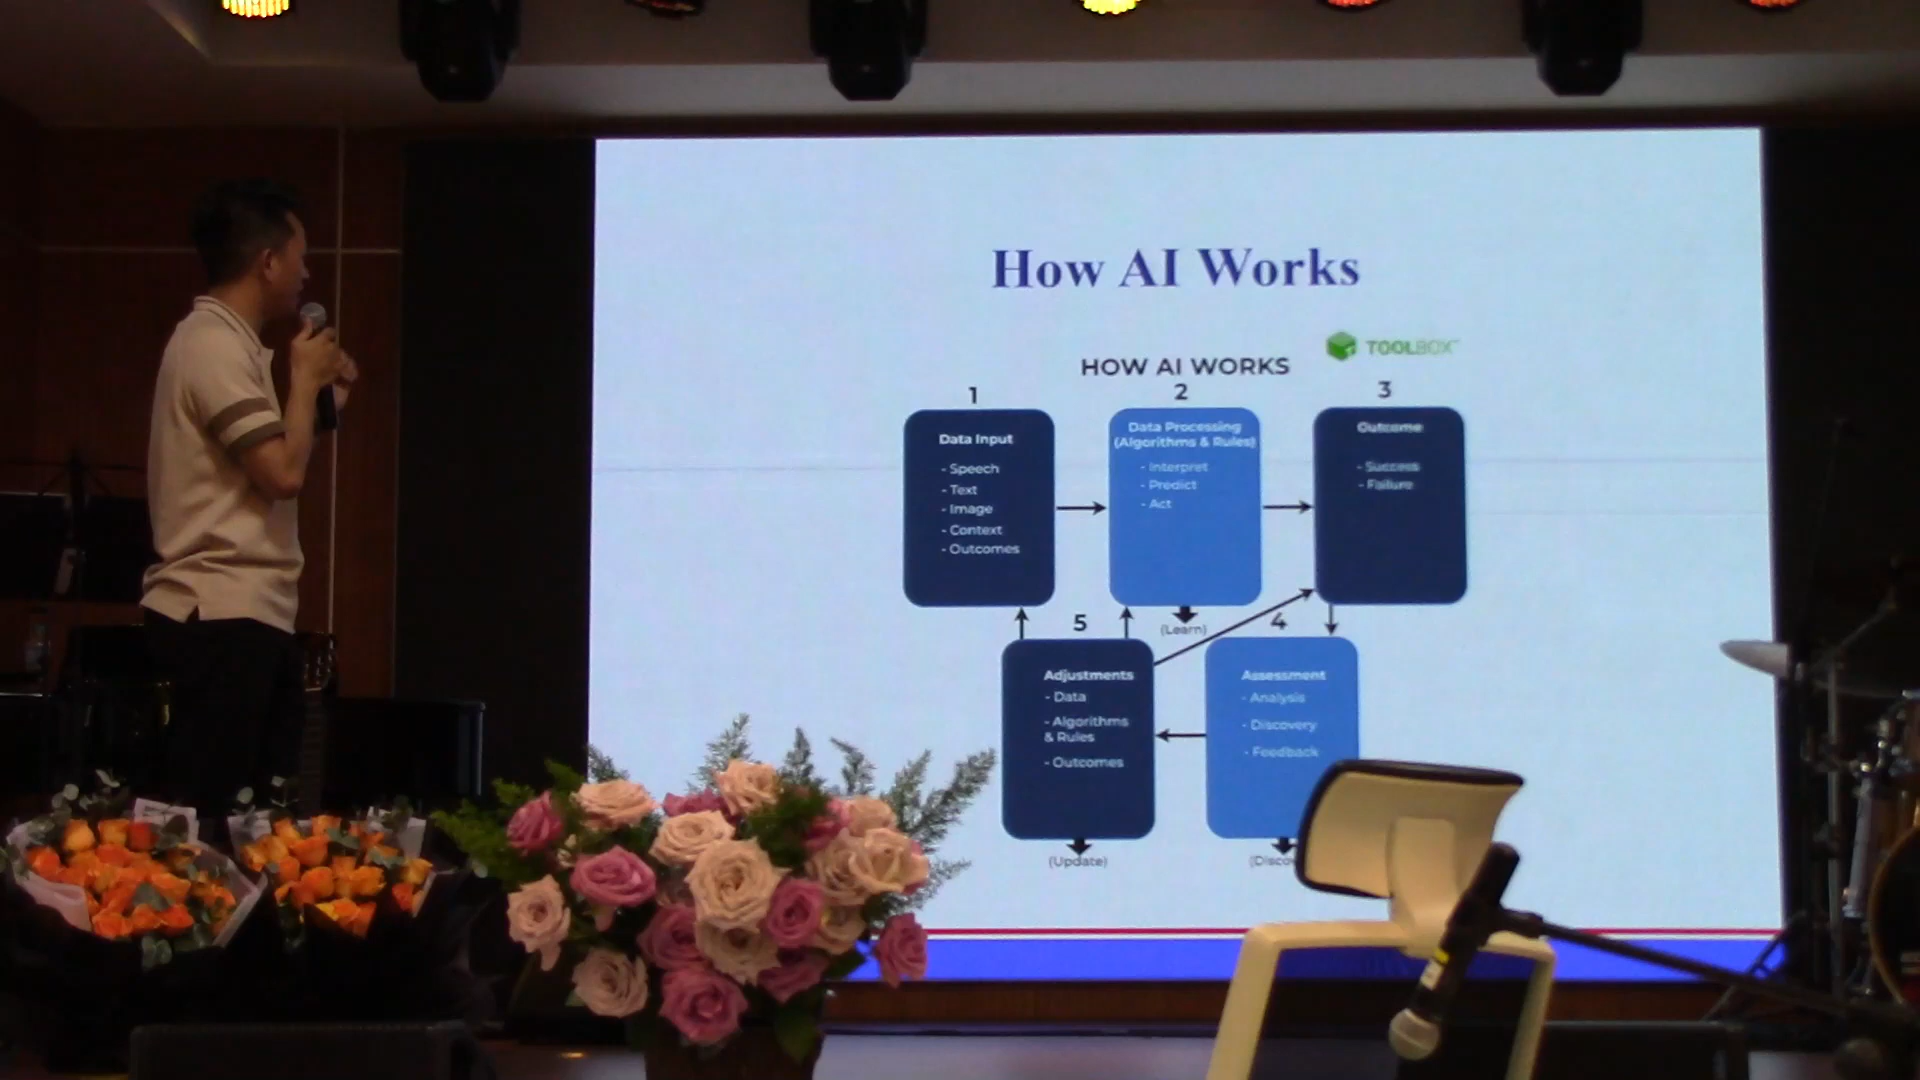 How AI Works
TOOLBOX
HOW AI WORKS
1
2
3
Data Input
- Speech
- Text
- Image
- Context
- Outcomes
Data Processing
(Algorithms & Rules)
- Interpret
- Predict
- Act
(Learn)
Outcome
- Success
- Failure
4
Assessment
- Analysis
- Discovery
- Feedback
5
Adjustments
- Data
- Algorithms
& Rules
- Outcomes
(Update)